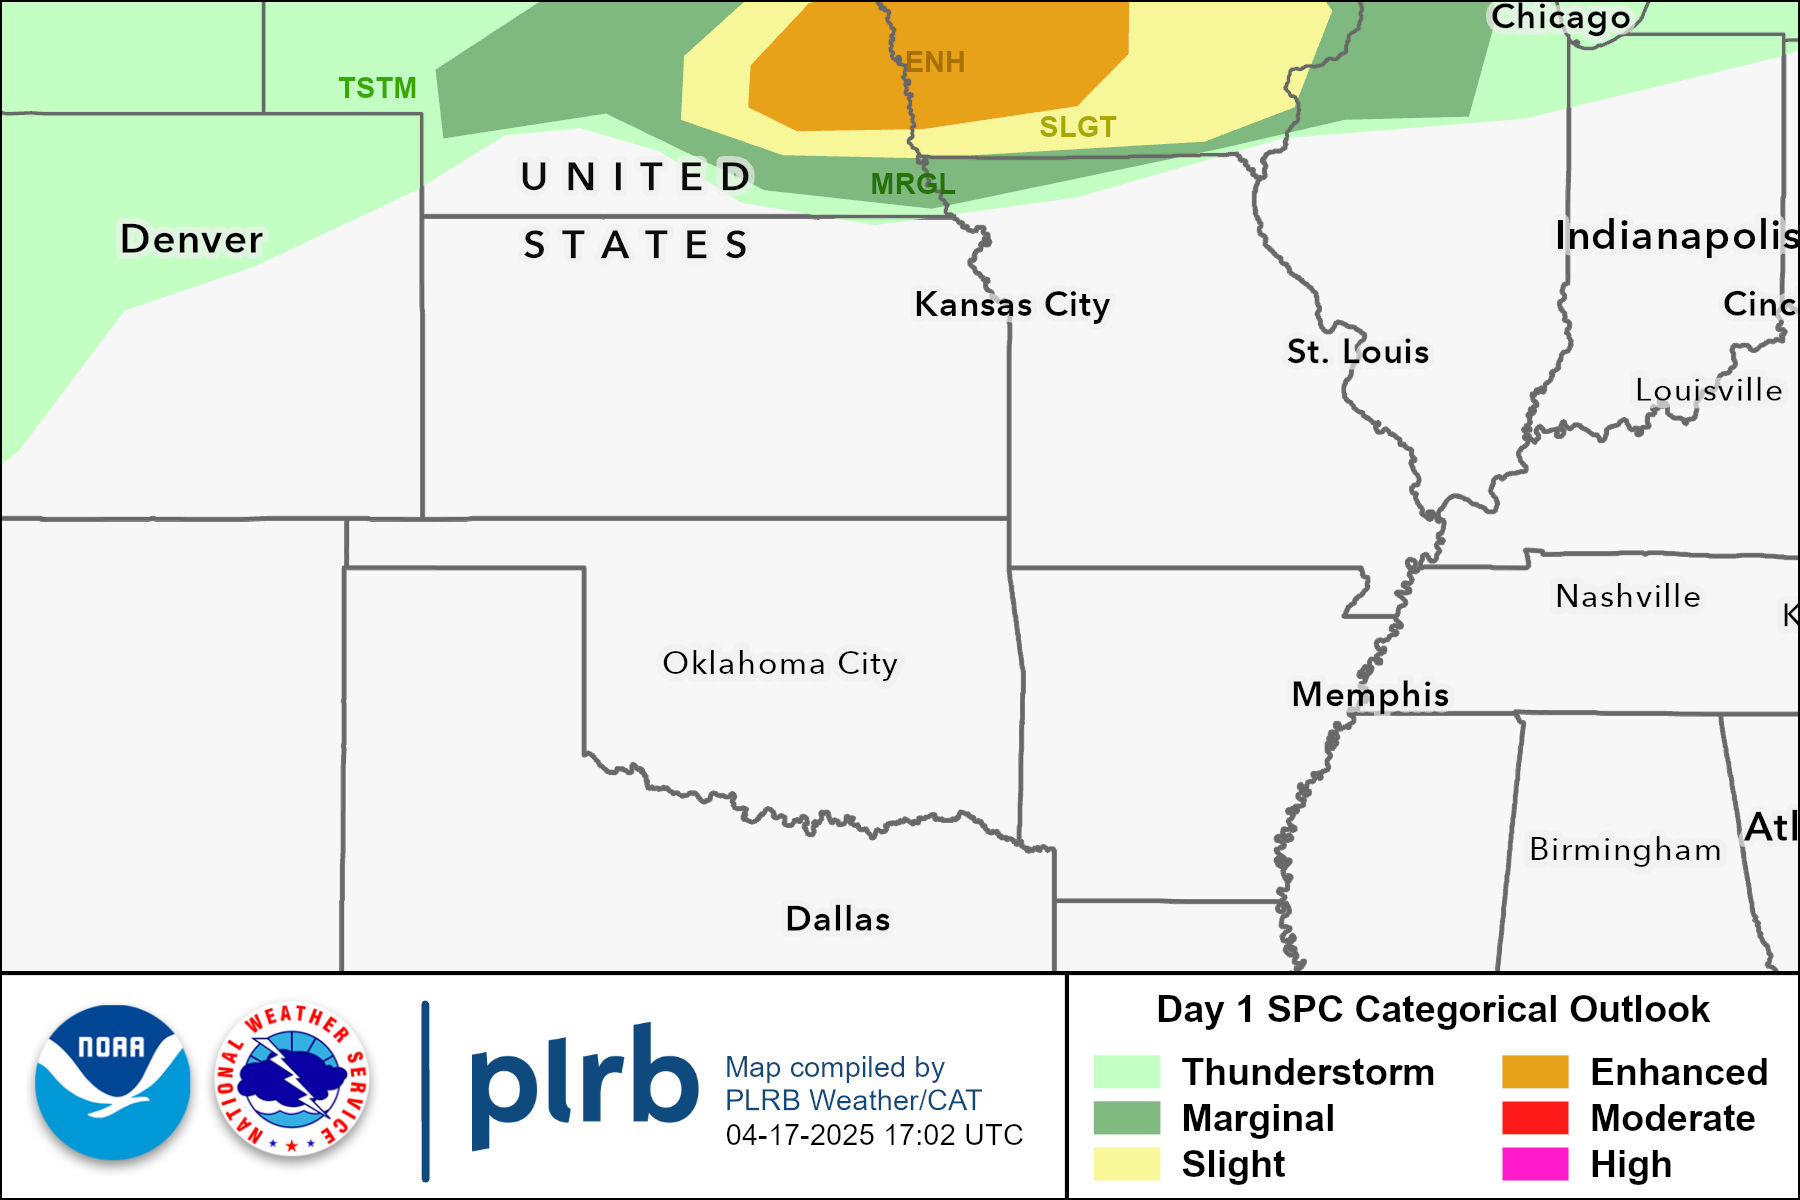 Chicago
ENH
TSTM
SLGT
UNITED
MRGL
Denver
STATES
Indianapolis
Kansas City
Cinc
St. Louis
Louisville
Nashville
K
Oklahoma City
Memphis
Atl
Birmingham
Dallas
NOAA
NATIONAL WEATHER SERVICE
plrb
Map compiled by
PLRB Weather/CAT
04-17-2025 17:02 UTC
Day 1 SPC Categorical Outlook
Thunderstorm
Enhanced
Marginal
Moderate
Slight
High